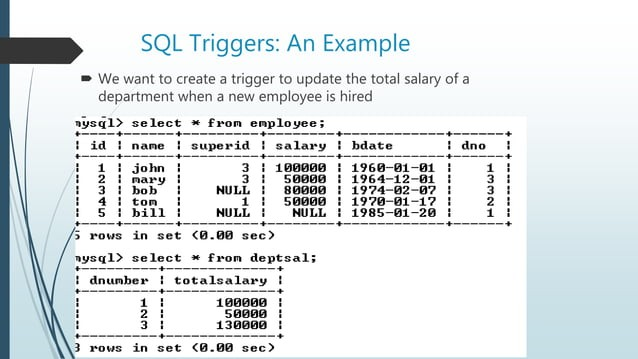 SQL Triggers: An Example
We want to create a trigger to update the total salary of a
department when a new employee is hired
mysql> select * from employee;
+----+------+---------+--------+------------+------+
| id | name | superid | salary | bdate | dno |
+----+------+---------+--------+------------+------+
| 1 | john | 3 | 100000 | 1960-01-01 | 1 |
| 2 | mary | 3 | 50000 | 1964-12-01 | 3 |
| 3 | bob | NULL | 80000 | 1974-02-07 | 3 |
| 4 | tom | 1 | 50000 | 1970-01-17 | 2 |
| 5 | bill | NULL | NULL | 1985-01-20 | 1 |
+----+------+---------+--------+------------+------+
5 rows in set (0.00 sec)
mysql> select * from deptsal;
+---------+-------------+
| dnumber | totalsalary |
+---------+-------------+
| 1 | 100000 |
| 2 | 50000 |
| 3 | 130000 |
+---------+-------------+
3 rows in set (0.00 sec)